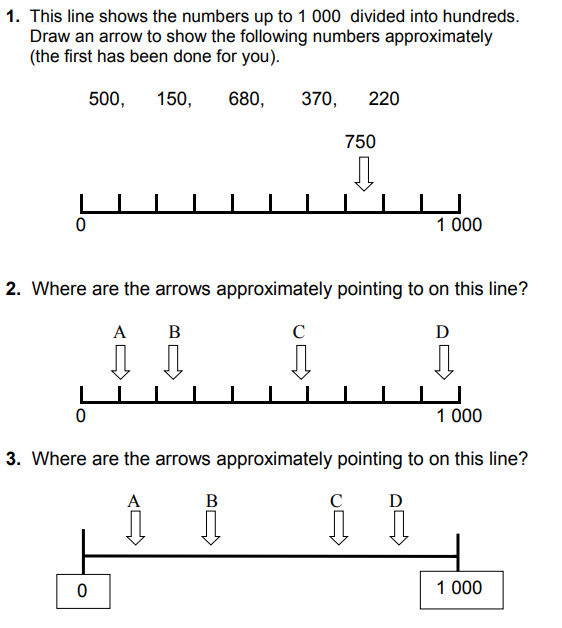 1. This line shows the numbers up to 1 000 divided into hundreds.
Draw an arrow to show the following numbers approximately
(the first has been done for you).
500, 150, 680, 370, 220
750
0 1 000
2. Where are the arrows approximately pointing to on this line?
A B C D
0 1 000
3. Where are the arrows approximately pointing to on this line?
A B C D
0 1 000